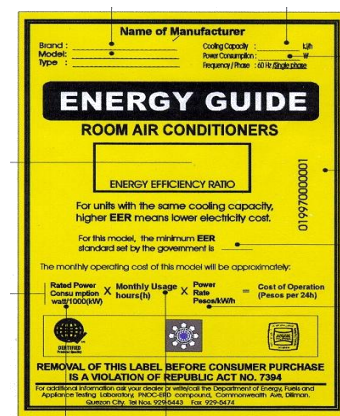 Name of Manufacturer
Brand :
Model:
Type :
Cooling Capacity : kj/h
Power Consumption : W
Frequency / Phase : 60 Hz /Single phase
ENERGY GUIDE
ROOM AIR CONDITIONERS
ENERGY EFFICIENCY RATIO
019970000001
For units with the same cooling capacity,
higher EER means lower electricity cost.
For this model, the minimum EER
standard set by the government is
The monthly operating cost of this model will be approximately:
Rated Power
Consumption
watt/1000(kW)
X
Monthly Usage
hours(h)
X
Power
Rate
Pesos/kW/h
=
Cost of Operation
(Pesos per 24h)
CERTIFIED
REMOVAL OF THIS LABEL BEFORE CONSUMER PURCHASE
IS A VIOLATION OF REPUBLIC ACT NO. 7394
For additional information ask your dealer or write/call the Department of Energy, Fuels and
Appliance Testing Laboratory, PNOC-ERD compound, Commonwealth Ave, Diliman,
Quezon City. Tel Nos. 929-5443 Fax 929-5474